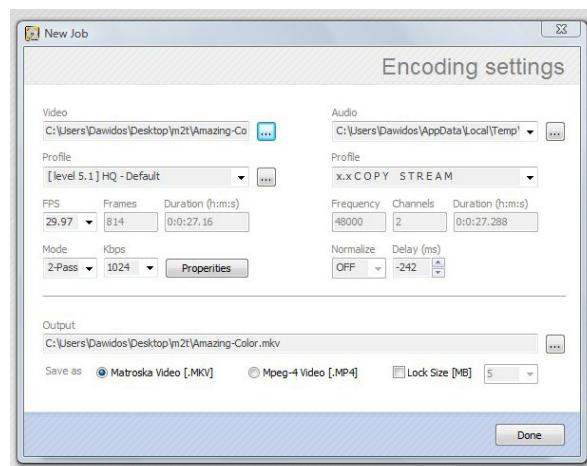 New Job
Encoding settings
Video Audio
C:\Users\Dawidos\Desktop\m2t\Amazing-Co ... C:\Users\Dawidos\AppData\Local\Temp\
Profile Profile
[level 5.1] HQ - Default ... x.x C O P Y   S T R E A M
FPS Frames Duration (h:m:s) Frequency Channels Duration (h:m:s)
29.97 814 0:0:27.16 48000 2 0:0:27.288
Mode Kbps Normalize Delay (ms)
2-Pass 1024 Properities OFF -242
Output
C:\Users\Dawidos\Desktop\m2t\Amazing-Color.mkv ...
Save as Matroska Video [.MKV] Mpeg-4 Video [.MP4] Lock Size [MB] 5
Done